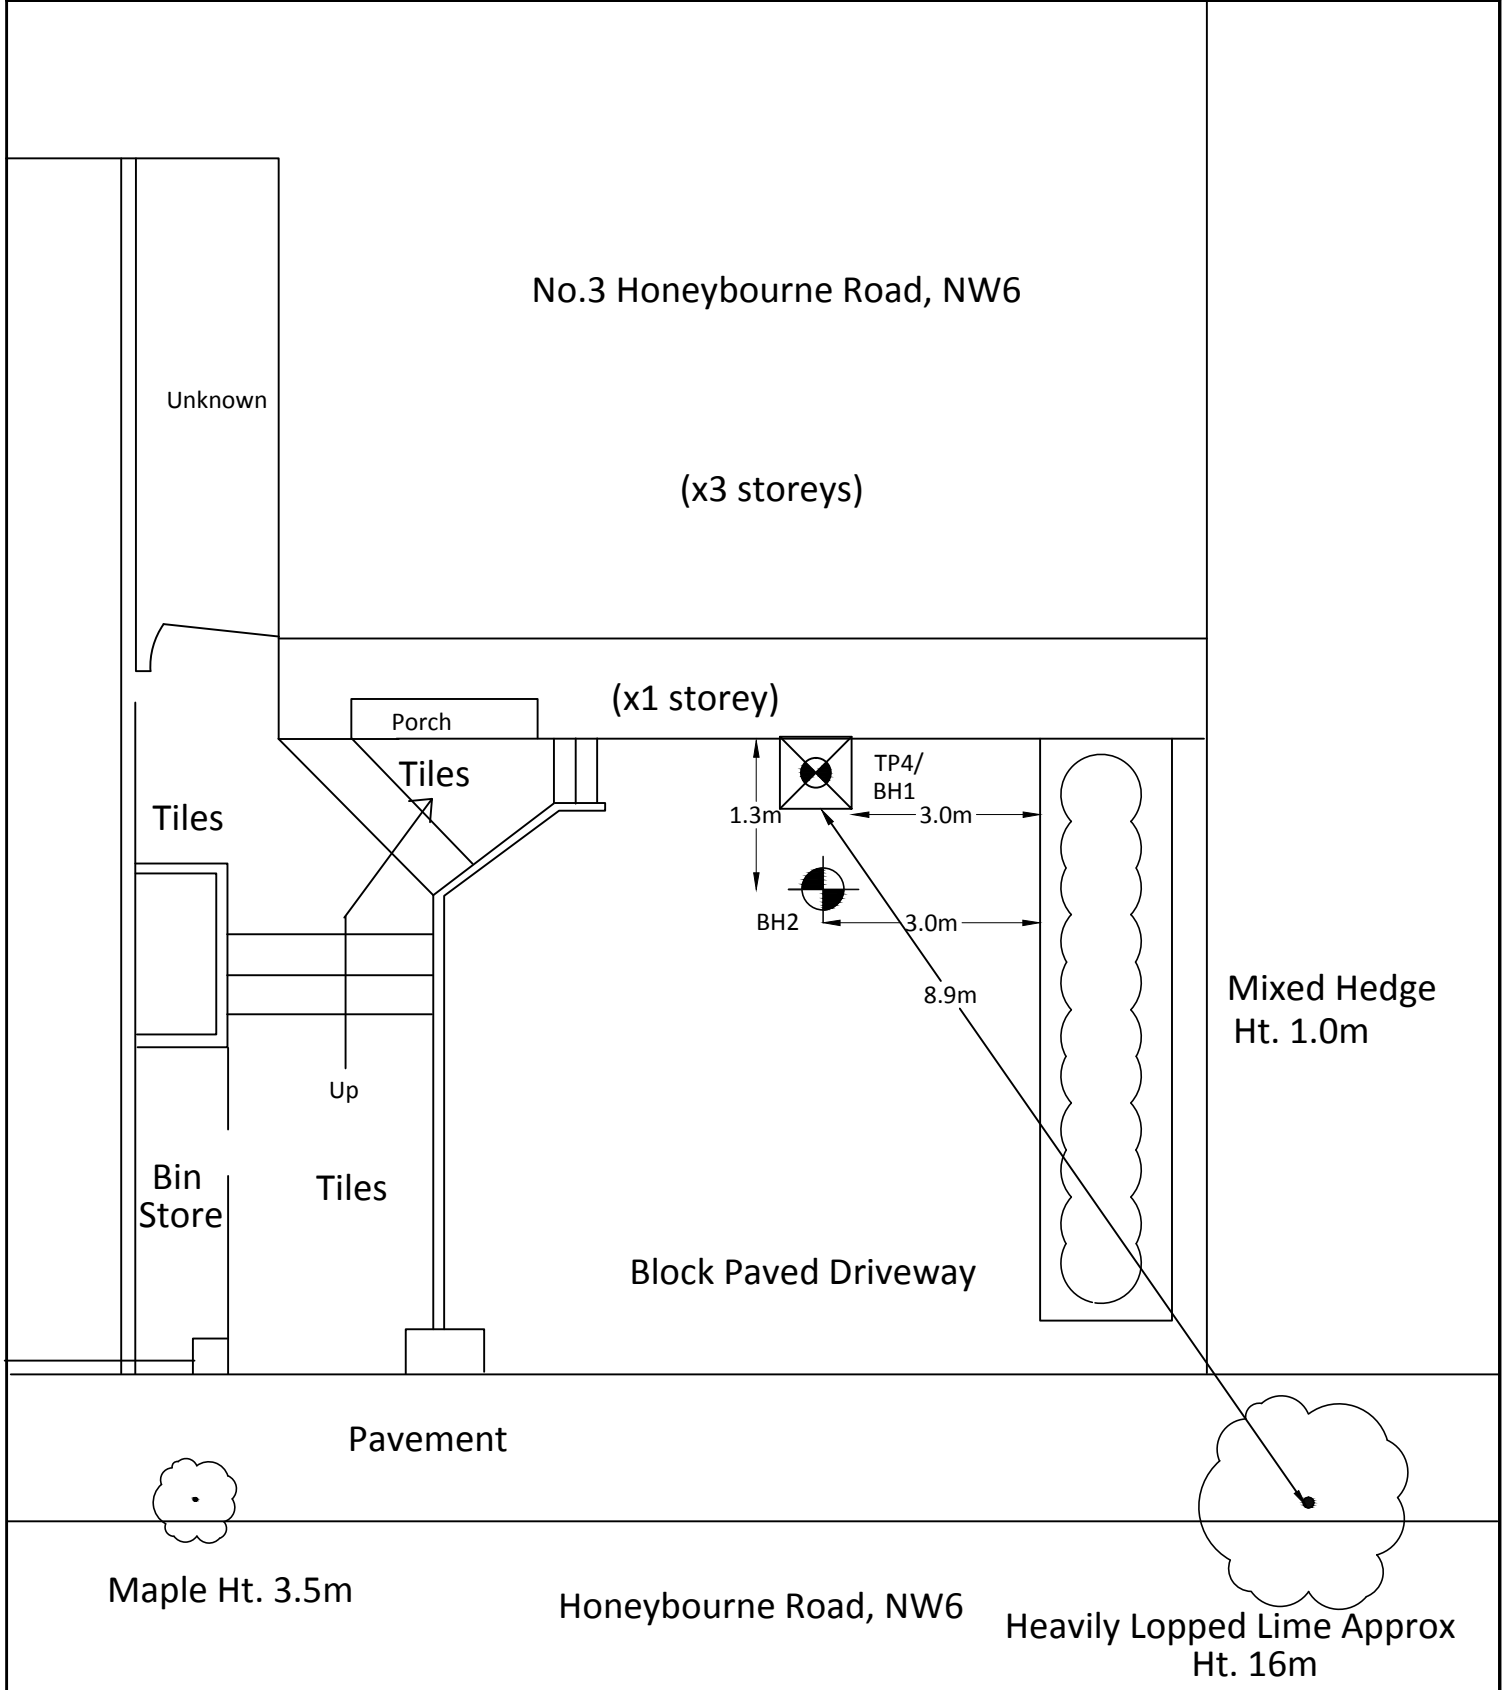 No.3 Honeybourne Road, NW6
Unknown
(x3 storeys)
(x1 storey)
Porch
Tiles
TP4/
BH1
Tiles
1.3m
3.0m
BH2
3.0m
8.9m
Mixed Hedge
Ht. 1.0m
Up
Bin
Store
Tiles
Block Paved Driveway
Pavement
Maple Ht. 3.5m
Honeybourne Road, NW6
Heavily Lopped Lime Approx
Ht. 16m